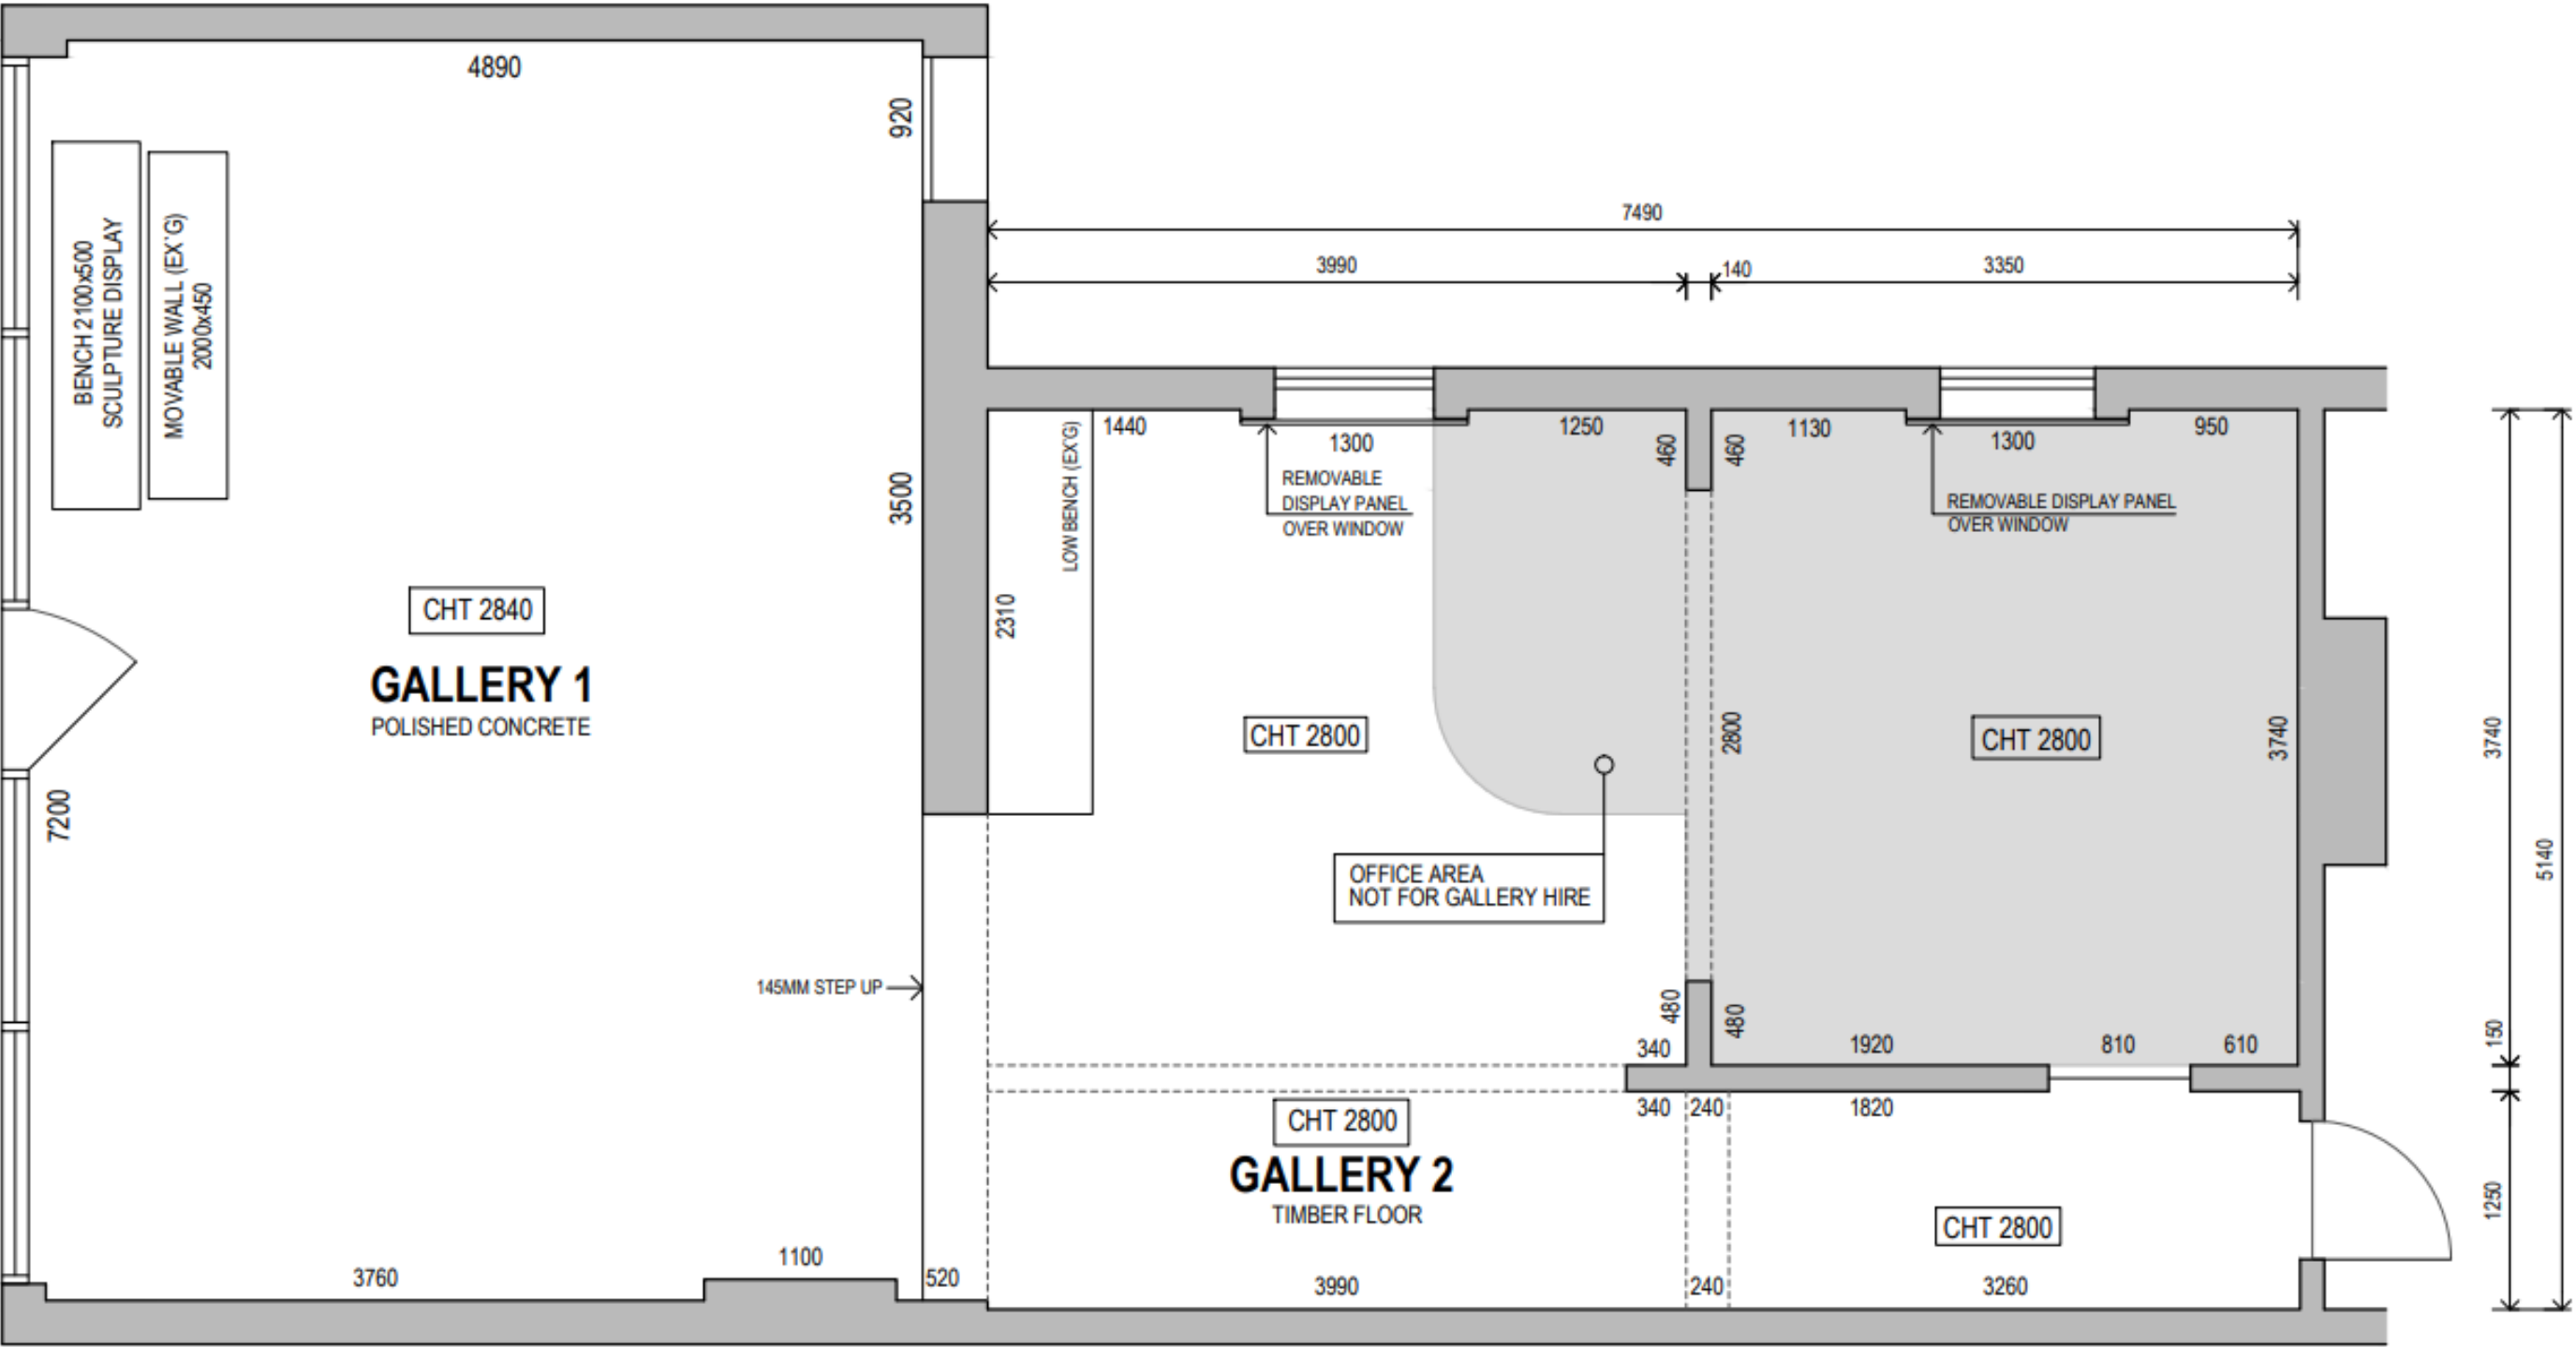 4890
920
7490
3990
140
3350
BENCH 2100x500
SCULPTURE DISPLAY
MOVABLE WALL (EX'G)
200x450
3500
LOW BENCH (EX'G)
1440
1300
REMOVABLE
DISPLAY PANEL
OVER WINDOW
1250
460
460
1130
1300
950
REMOVABLE DISPLAY PANEL
OVER WINDOW
CHT 2840
GALLERY 1
POLISHED CONCRETE
7200
2310
CHT 2800
2800
CHT 2800
3740
3740
5140
OFFICE AREA
NOT FOR GALLERY HIRE
145MM STEP UP
480
480
340
1920
810
610
150
340
240
1820
CHT 2800
GALLERY 2
TIMBER FLOOR
CHT 2800
1250
3760
1100
520
3990
240
3260